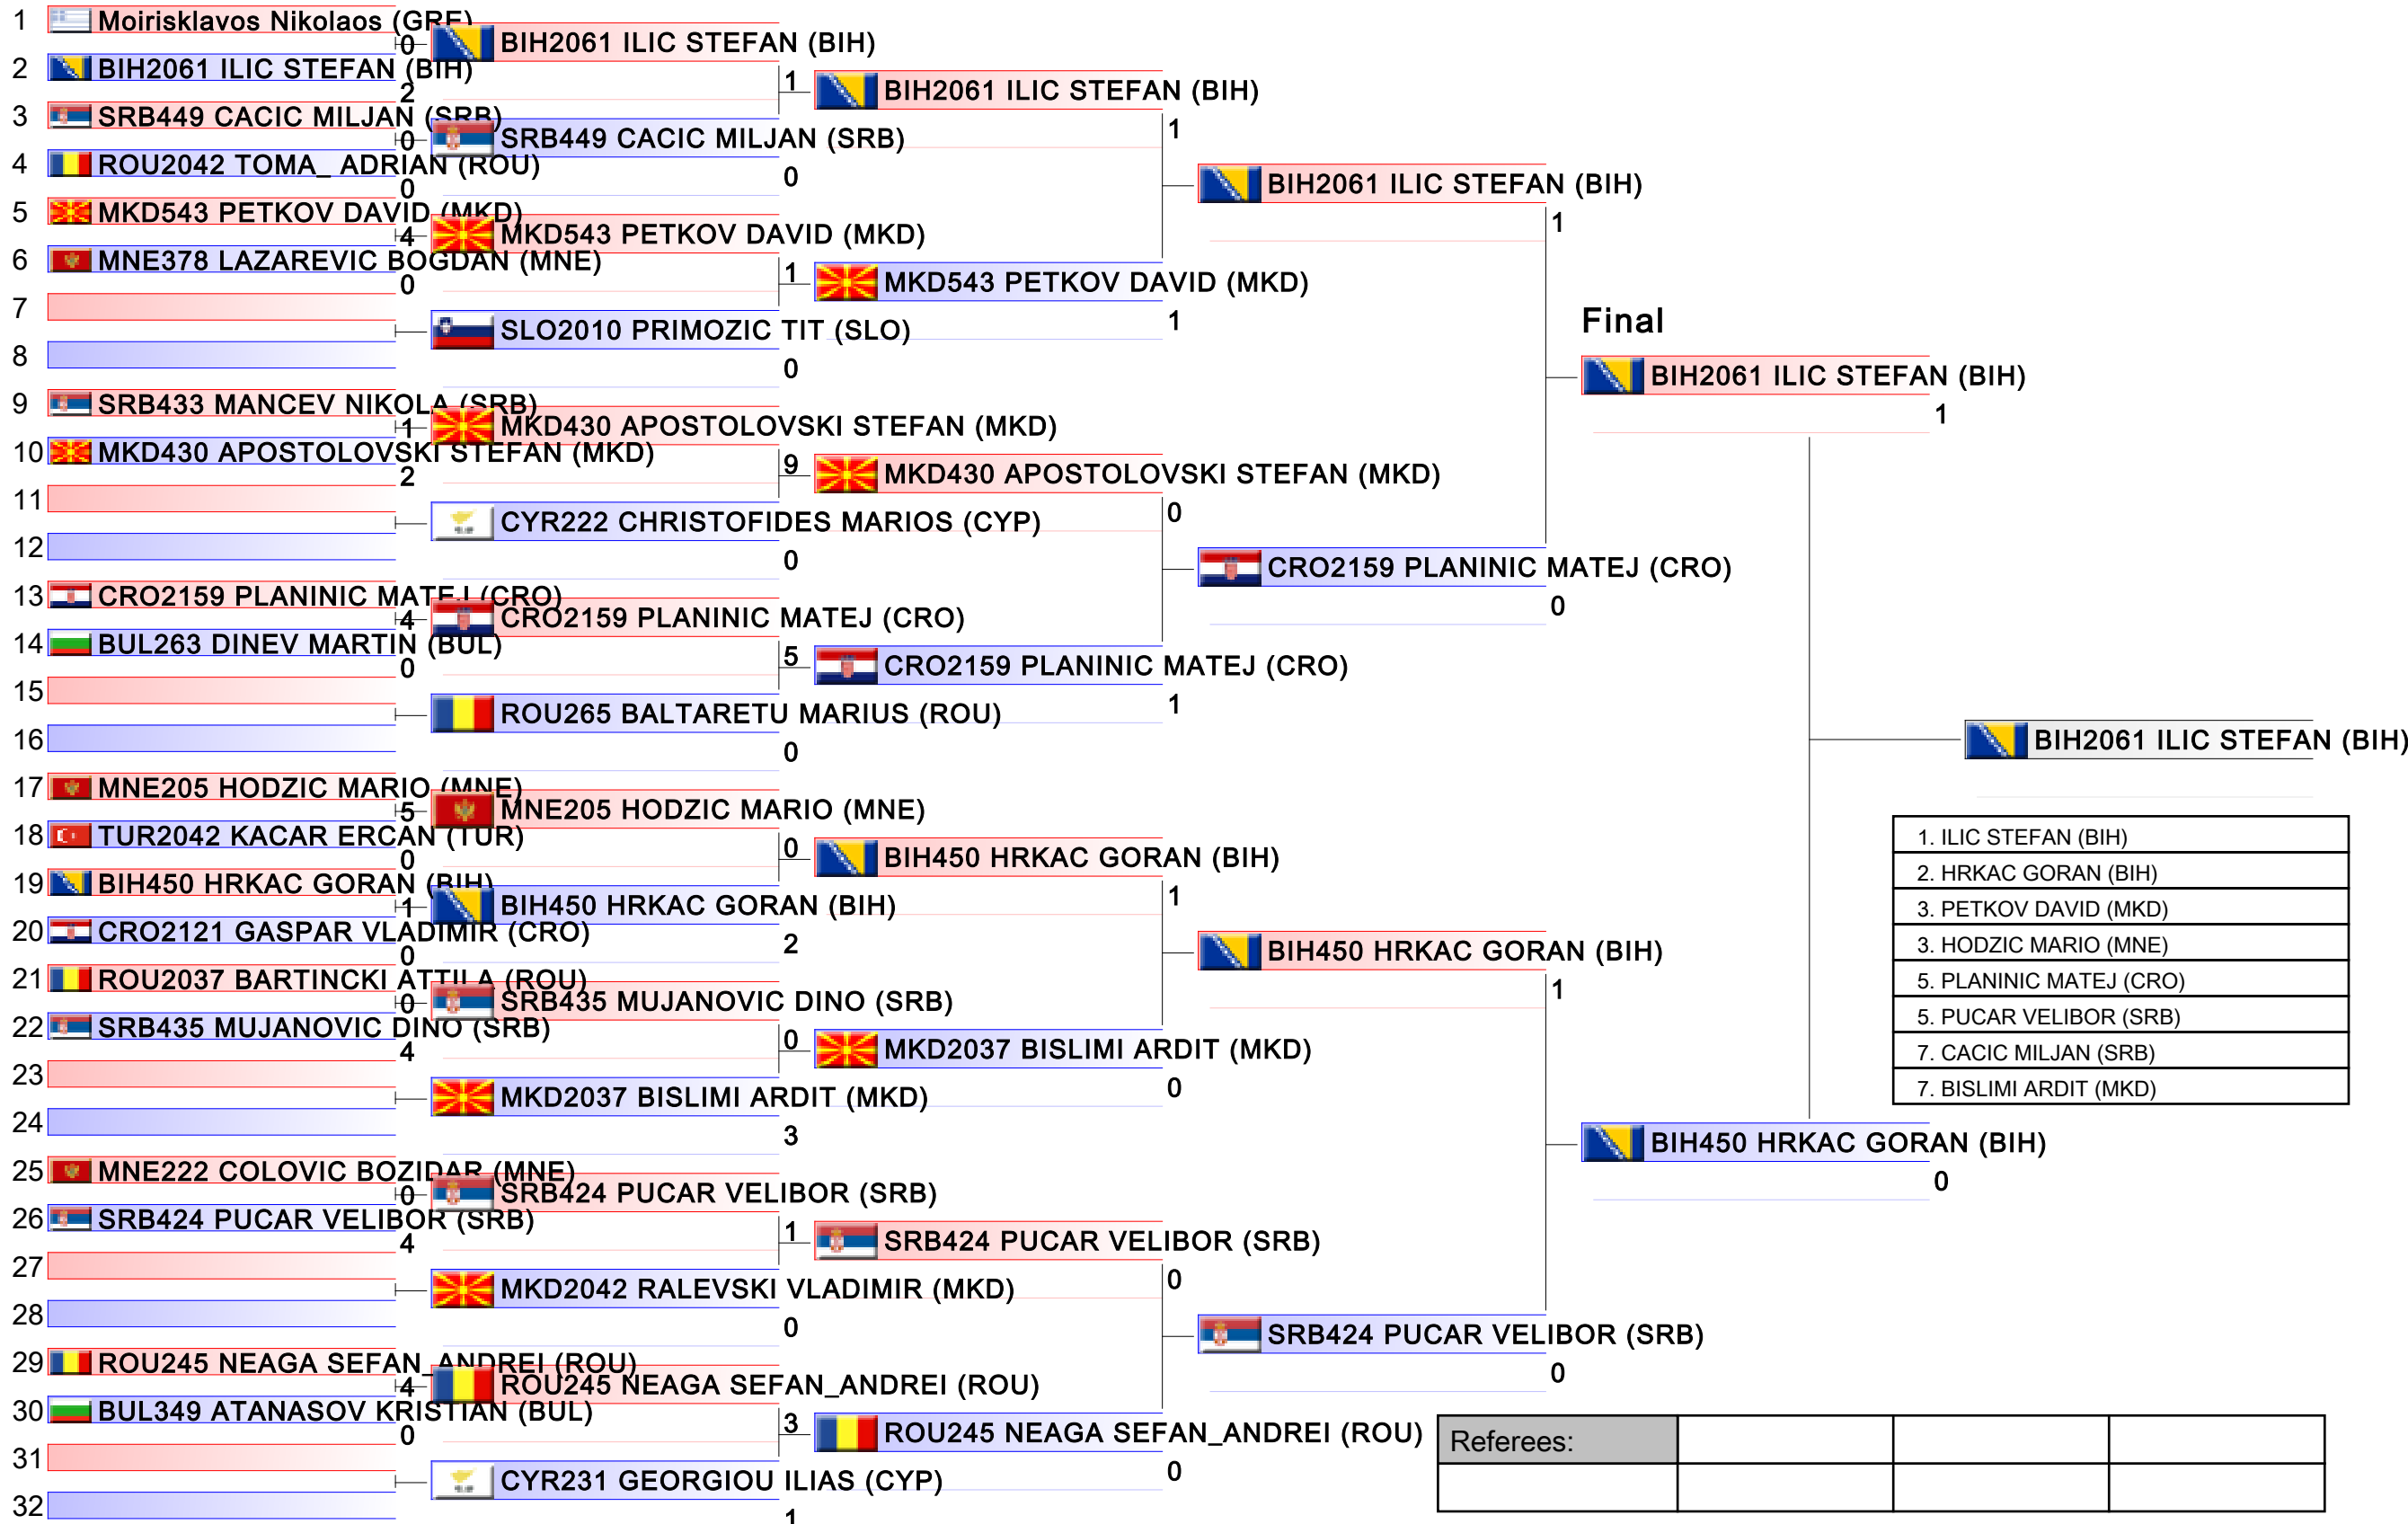 1 Moirisklavos Nikolaos (GRE)
0
2 BIH2061 ILIC STEFAN (BIH)
2
3 SRB449 CACIC MILJAN (SRB)
0
4 ROU2042 TOMA_ ADRIAN (ROU)
0
5 MKD543 PETKOV DAVID (MKD)
4
6 MNE378 LAZAREVIC BOGDAN (MNE)
0
7
8
9 SRB433 MANCEV NIKOLA (SRB)
1
10 MKD430 APOSTOLOVSKI STEFAN (MKD)
2
11
12
13 CRO2159 PLANINIC MATEJ (CRO)
4
14 BUL263 DINEV MARTIN (BUL)
0
15
16
17 MNE205 HODZIC MARIO (MNE)
5
18 TUR2042 KACAR ERCAN (TUR)
0
19 BIH450 HRKAC GORAN (BIH)
1
20 CRO2121 GASPAR VLADIMIR (CRO)
0
21 ROU2037 BARTINCKI ATTILA (ROU)
0
22 SRB435 MUJANOVIC DINO (SRB)
4
23
24
25 MNE222 COLOVIC BOZIDAR (MNE)
0
26 SRB424 PUCAR VELIBOR (SRB)
4
27
28
29 ROU245 NEAGA SEFAN_ANDREI (ROU)
4
30 BUL349 ATANASOV KRISTIAN (BUL)
0
31
32
BIH2061 ILIC STEFAN (BIH)
1
SRB449 CACIC MILJAN (SRB)
0
MKD543 PETKOV DAVID (MKD)
1
SLO2010 PRIMOZIC TIT (SLO)
0
MKD430 APOSTOLOVSKI STEFAN (MKD)
9
CYR222 CHRISTOFIDES MARIOS (CYP)
0
CRO2159 PLANINIC MATEJ (CRO)
5
ROU265 BALTARETU MARIUS (ROU)
0
MNE205 HODZIC MARIO (MNE)
0
BIH450 HRKAC GORAN (BIH)
2
SRB435 MUJANOVIC DINO (SRB)
0
MKD2037 BISLIMI ARDIT (MKD)
3
SRB424 PUCAR VELIBOR (SRB)
1
MKD2042 RALEVSKI VLADIMIR (MKD)
0
ROU245 NEAGA SEFAN_ANDREI (ROU)
3
CYR231 GEORGIOU ILIAS (CYP)
1
BIH2061 ILIC STEFAN (BIH)
1
MKD543 PETKOV DAVID (MKD)
1
MKD430 APOSTOLOVSKI STEFAN (MKD)
0
CRO2159 PLANINIC MATEJ (CRO)
1
BIH450 HRKAC GORAN (BIH)
1
MKD2037 BISLIMI ARDIT (MKD)
0
SRB424 PUCAR VELIBOR (SRB)
0
ROU245 NEAGA SEFAN_ANDREI (ROU)
0
BIH2061 ILIC STEFAN (BIH)
1
CRO2159 PLANINIC MATEJ (CRO)
0
BIH450 HRKAC GORAN (BIH)
1
SRB424 PUCAR VELIBOR (SRB)
0
Final
BIH2061 ILIC STEFAN (BIH)
1
BIH450 HRKAC GORAN (BIH)
0
BIH2061 ILIC STEFAN (BIH)
1. ILIC STEFAN (BIH)
2. HRKAC GORAN (BIH)
3. PETKOV DAVID (MKD)
3. HODZIC MARIO (MNE)
5. PLANINIC MATEJ (CRO)
5. PUCAR VELIBOR (SRB)
7. CACIC MILJAN (SRB)
7. BISLIMI ARDIT (MKD)
Referees: